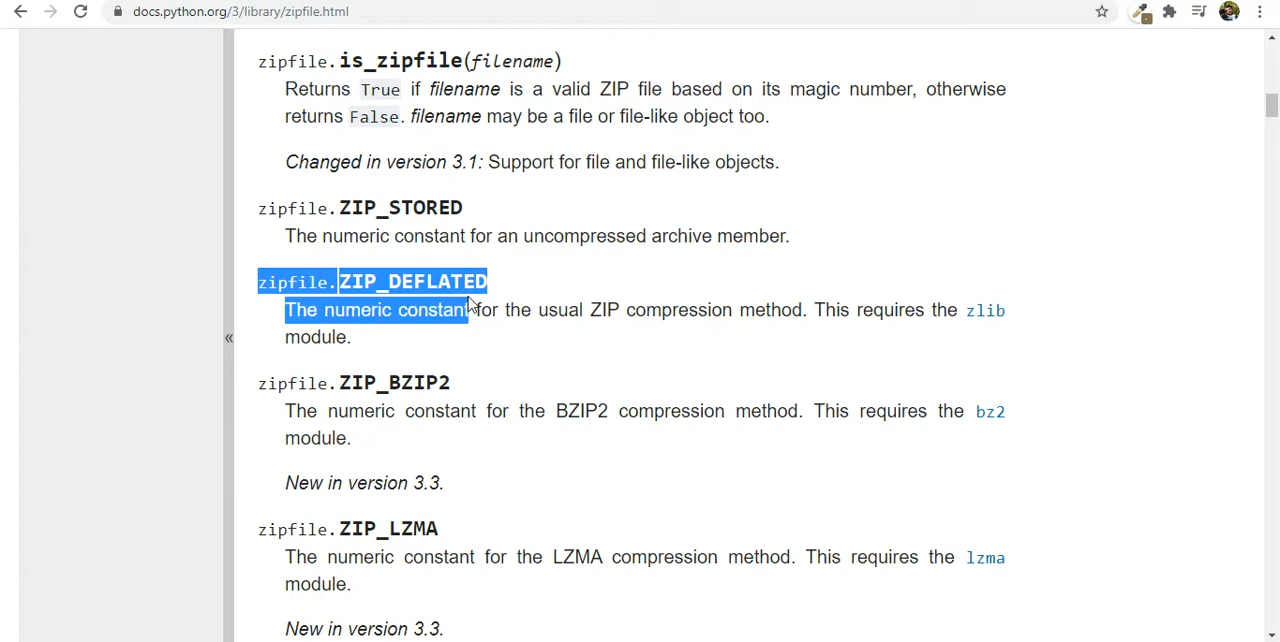 docs.python.org/3/library/zipfile.html
zipfile.is_zipfile(filename)
Returns True if filename is a valid ZIP file based on its magic number, otherwise
returns False. filename may be a file or file-like object too.
Changed in version 3.1: Support for file and file-like objects.
zipfile.ZIP_STORED
The numeric constant for an uncompressed archive member.
zipfile.ZIP_DEFLATED
The numeric constant for the usual ZIP compression method. This requires the zlib
module.
«
zipfile.ZIP_BZIP2
The numeric constant for the BZIP2 compression method. This requires the bz2
module.
New in version 3.3.
zipfile.ZIP_LZMA
The numeric constant for the LZMA compression method. This requires the lzma
module.
New in version 3.3.